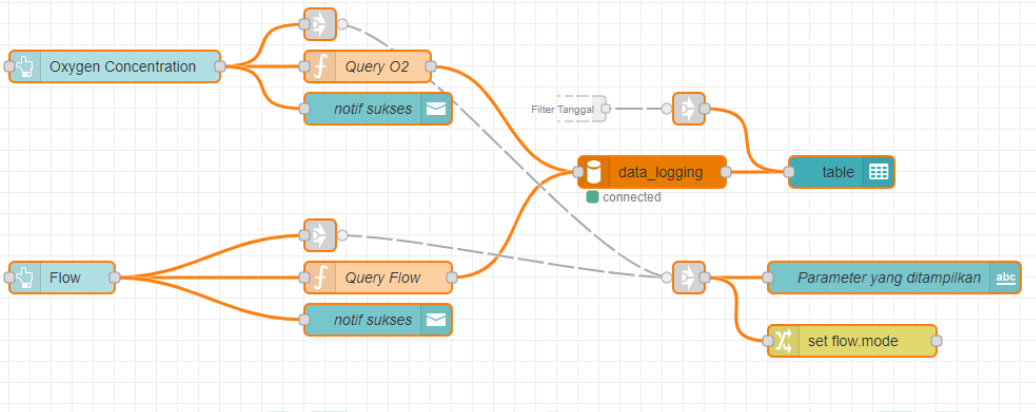 Oxygen Concentration
Query O2
notif sukses
Filter Tanggal
data_logging
table
connected
Flow
Query Flow
Parameter yang ditampilkan
abc
notif sukses
set flow.mode